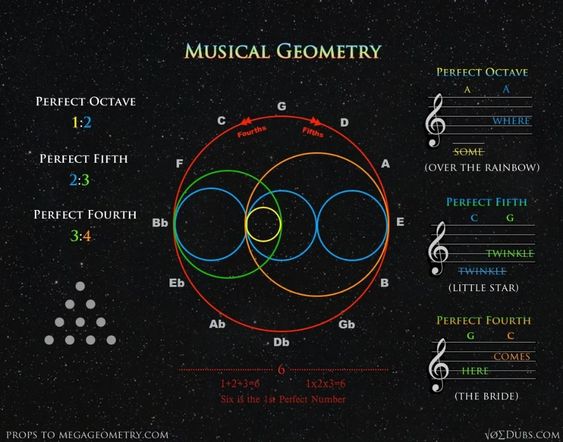 Musical Geometry
Perfect Octave
1:2
Perfect Fifth
2:3
Perfect Fourth
3:4
G
C
D
Fourths
Fifths
F
A
Bb
E
Eb
B
Ab
Gb
Db
6
1+2+3=6
1x2x3=6
Six is the 1st Perfect Number
Perfect Octave
A
A
WHERE
SOME
(OVER THE RAINBOW)
Perfect Fifth
C
G
TWINKLE
TWINKLE
(LITTLE STAR)
Perfect Fourth
G
C
COMES
HERE
(THE BRIDE)
PROPS TO MEGAGEOMETRY.COM
√0ΣDUBS.COM